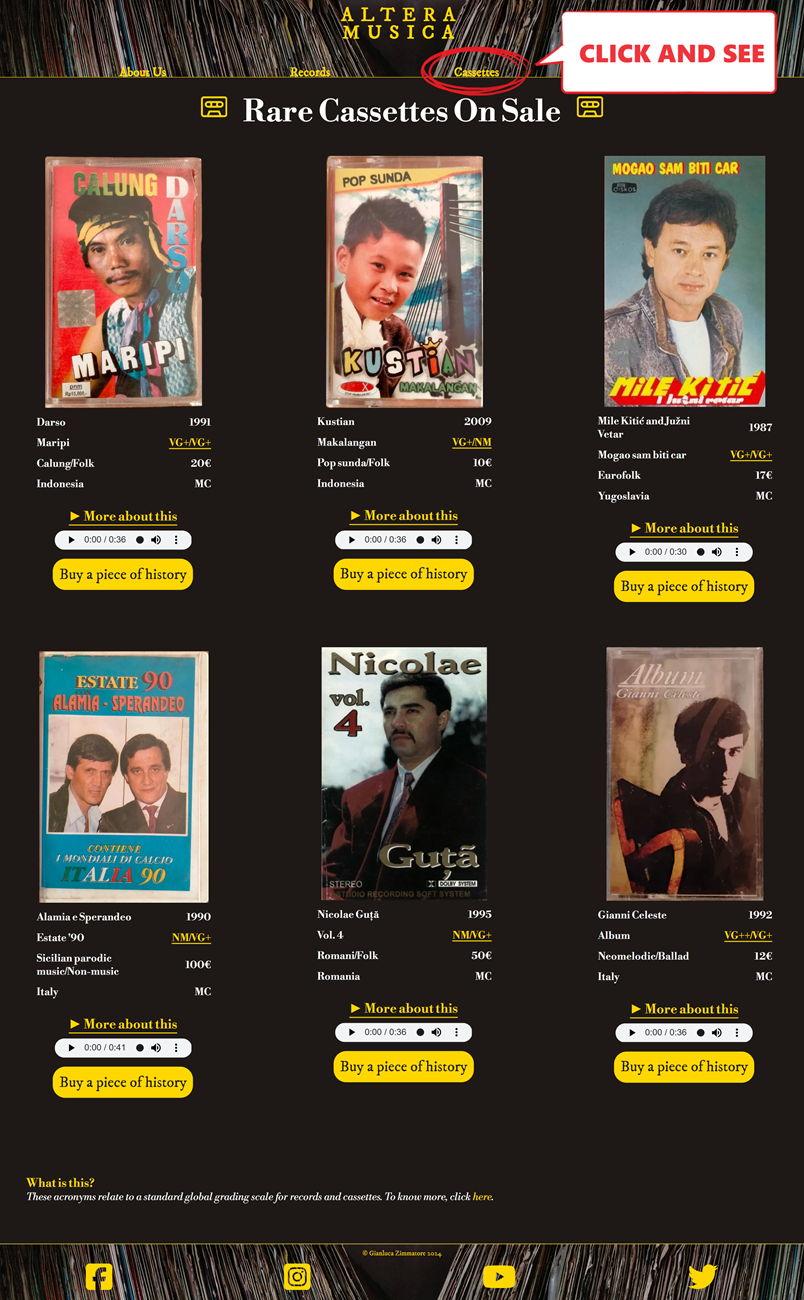 ALTERA
MUSICA
CLICK AND SEE
About Us
Records
Cassettes
Rare Cassettes On Sale
CALUNG
DARSO
MARIPI
POP SUNDA
KUSTIAN
MAKALANGAN
MOGAO SAM BITI CAR
MiLE KiTiĆ
i Južni vetar
Darso 1991
Maripi VG+/VG+
Calung/Folk 20€
Indonesia MC
► More about this
0:00 / 0:36
Buy a piece of history
Kustian 2009
Makalangan VG+/NM
Pop sunda/Folk 10€
Indonesia MC
► More about this
0:00 / 0:36
Buy a piece of history
Mile Kitić and Južni
Vetar 1987
Mogao sam biti car VG+/VG+
Eurofolk 17€
Yugoslavia MC
► More about this
0:00 / 0:30
Buy a piece of history
ESTATE 90
ALAMIA - SPERANDEO
CONTIENE
I MONDIALI DI CALCIO
ITALIA 90
Nicolae
vol.
4
Guță
STEREO
DOLBY SYSTEM
STUDIO RECORDING SOFT SYSTEM
Album
Gianni Celeste
Alamia e Sperandeo 1990
Estate '90 NM/VG+
Sicilian parodic
music/Non-music 100€
Italy MC
► More about this
0:00 / 0:41
Buy a piece of history
Nicolae Guță 1995
Vol. 4 NM/VG+
Romani/Folk 50€
Romania MC
► More about this
0:00 / 0:36
Buy a piece of history
Gianni Celeste 1992
Album VG++/VG+
Neomelodic/Ballad 12€
Italy MC
► More about this
0:00 / 0:36
Buy a piece of history
What is this?
These acronyms relate to a standard global grading scale for records and cassettes. To know more, click here.
© Gianluca Zimmatore 2024